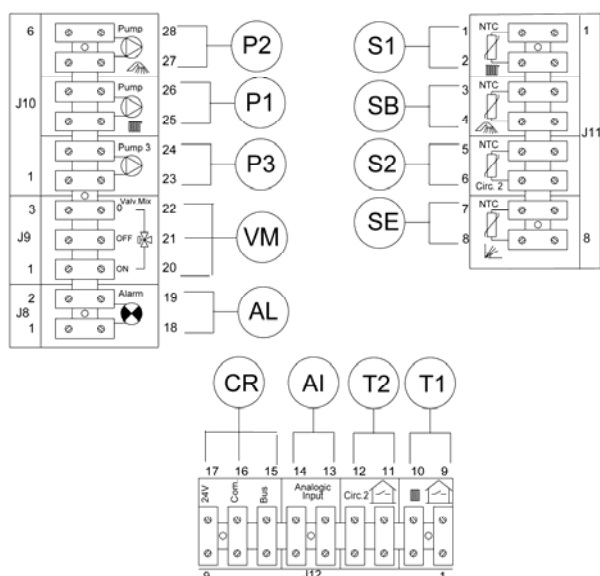 6 Pump 28
P2
27
J10
Pump 26
P1
25
Pump 3 24
P3
1 23
3 0 Valv.Mix 22
J9 OFF 21
VM
1 ON 20
2 Alarm 19
J8
AL
1 18
1 NTC 1
S1
2
3 NTC
SB
4
J11
5 NTC
S2
6 Circ. 2
7 NTC
SE
8 8
CR AI T2 T1
17 16 15 14 13 12 11 10 9
24V Com. Bus Analogic Input Circ.2
9 J12 1